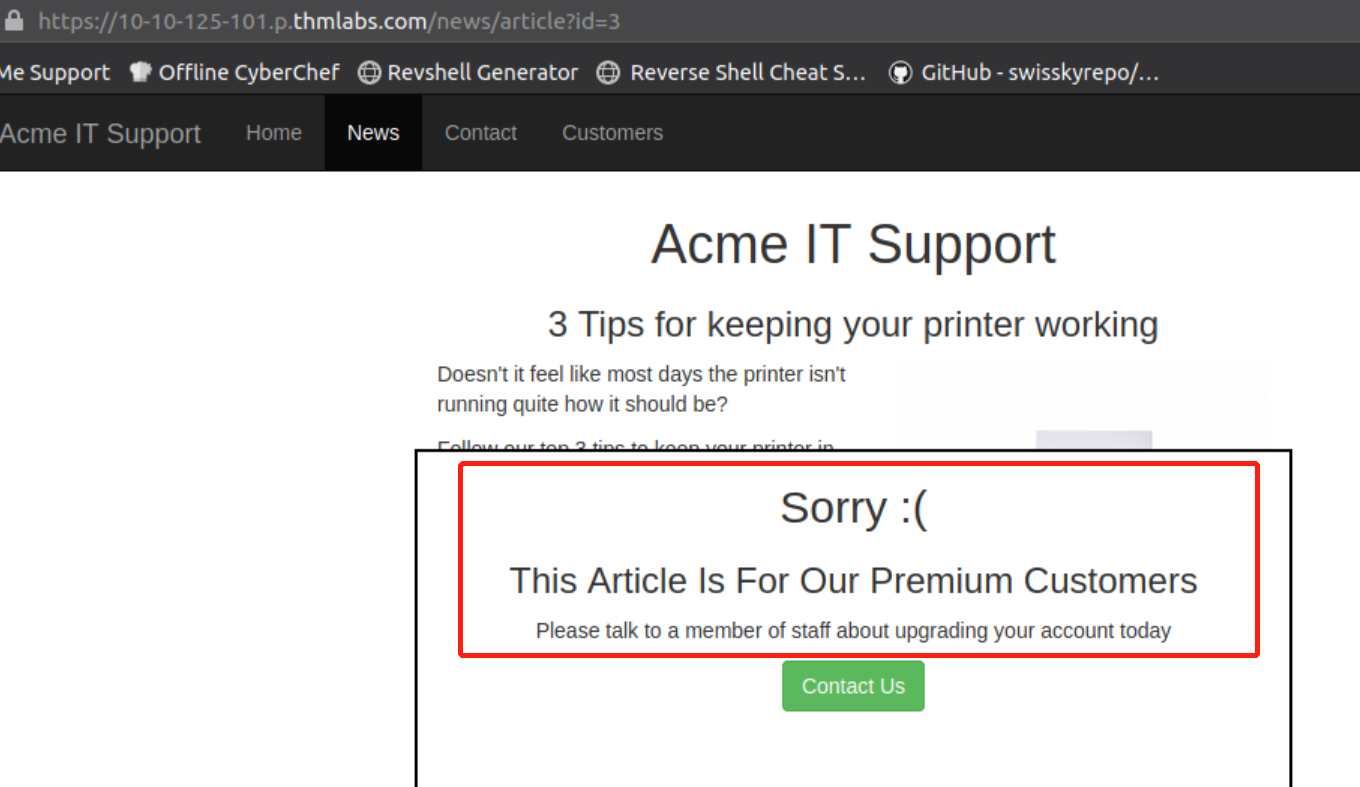 https://10-10-125-101.p.thmlabs.com/news/article?id=3
Me Support Offline CyberChef Revshell Generator Reverse Shell Cheat S... GitHub - swisskyrepo/...
Acme IT Support Home News Contact Customers
Acme IT Support
3 Tips for keeping your printer working
Doesn't it feel like most days the printer isn't
running quite how it should be?
Follow our top 3 tips to keep your printer in
Sorry :(
This Article Is For Our Premium Customers
Please talk to a member of staff about upgrading your account today
Contact Us